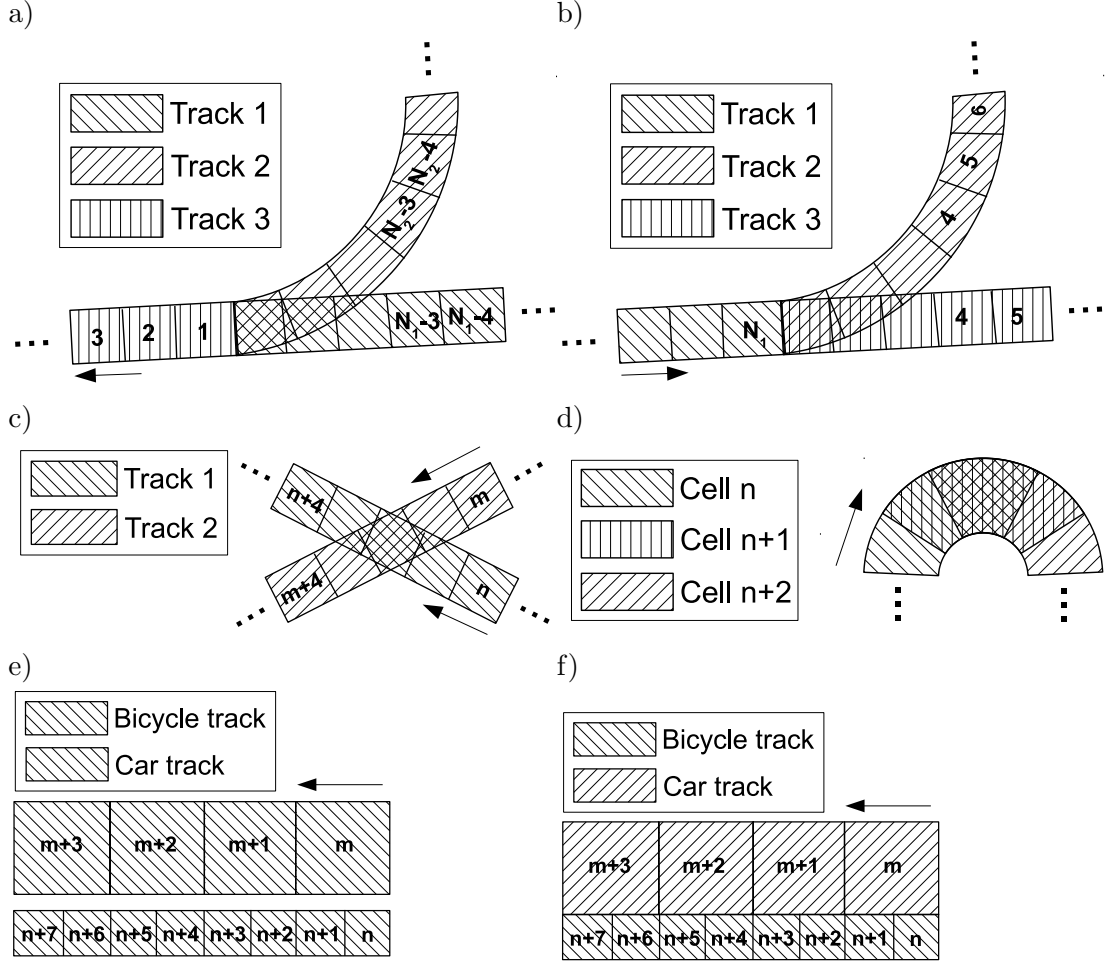 a)
Track 1
Track 2
Track 3
N₂-4
N₂-3
3 2 1 N₁-3 N₁-4
b)
Track 1
Track 2
Track 3
6
5
4
N₁ 4 5
c)
Track 1
Track 2
n+4 m
m+4 n
d)
Cell n
Cell n+1
Cell n+2
e)
Bicycle track
Car track
m+3 m+2 m+1 m
n+7 n+6 n+5 n+4 n+3 n+2 n+1 n
f)
Bicycle track
Car track
m+3 m+2 m+1 m
n+7 n+6 n+5 n+4 n+3 n+2 n+1 n